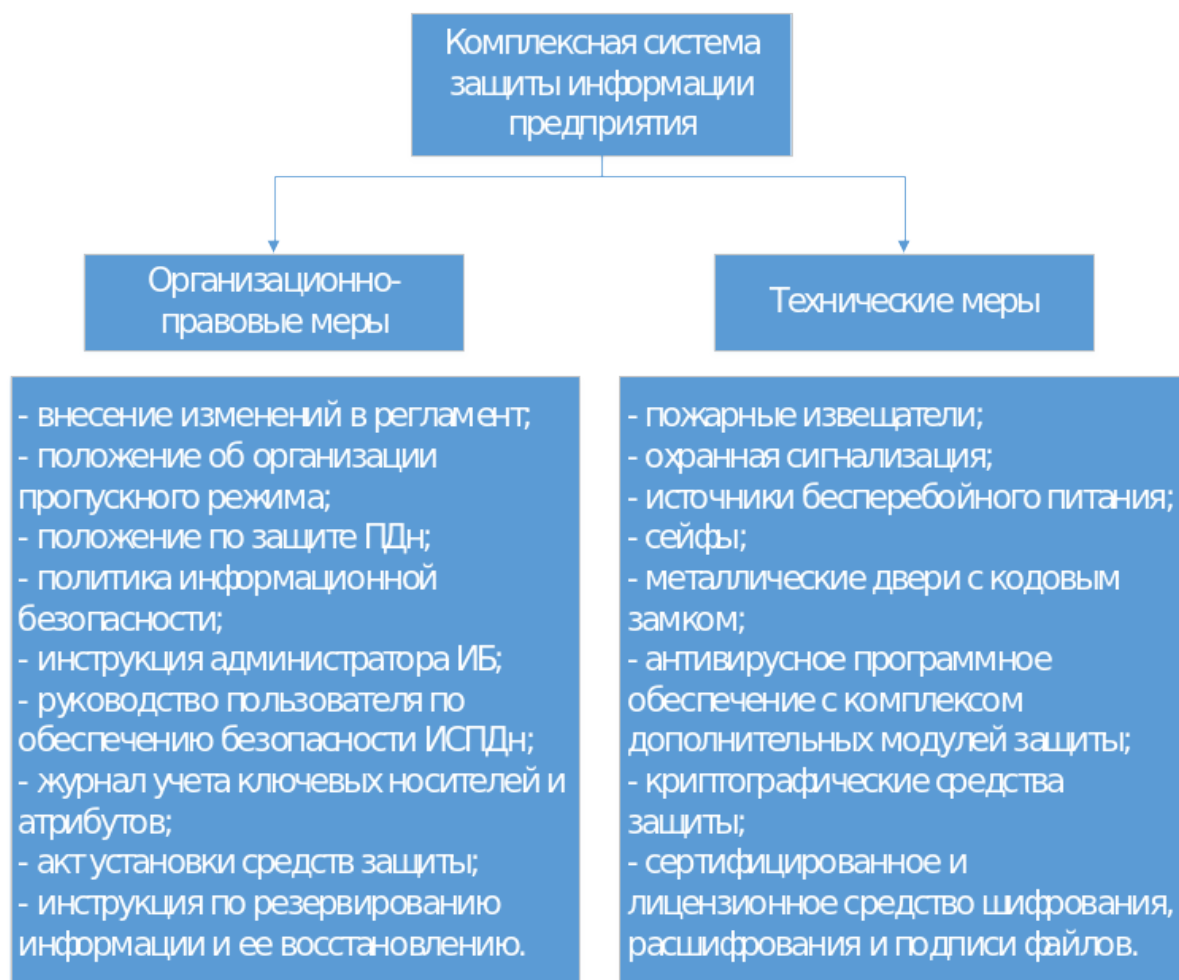 Комплексная система
защиты информации
предприятия
Организационно-
правовые меры
Технические меры
- внесение изменений в регламент;
- положение об организации
пропускного режима;
- положение по защите ПДн;
- политика информационной
безопасности;
- инструкция администратора ИБ;
- руководство пользователя по
обеспечению безопасности ИСПДн;
- журнал учета ключевых носителей и
атрибутов;
- акт установки средств защиты;
- инструкция по резервированию
информации и ее восстановлению.
- пожарные извещатели;
- охранная сигнализация;
- источники бесперебойного питания;
- сейфы;
- металлические двери с кодовым
замком;
- антивирусное программное
обеспечение с комплексом
дополнительных модулей защиты;
- криптографические средства
защиты;
- сертифицированное и
лицензионное средство шифрования,
расшифрования и подписи файлов.